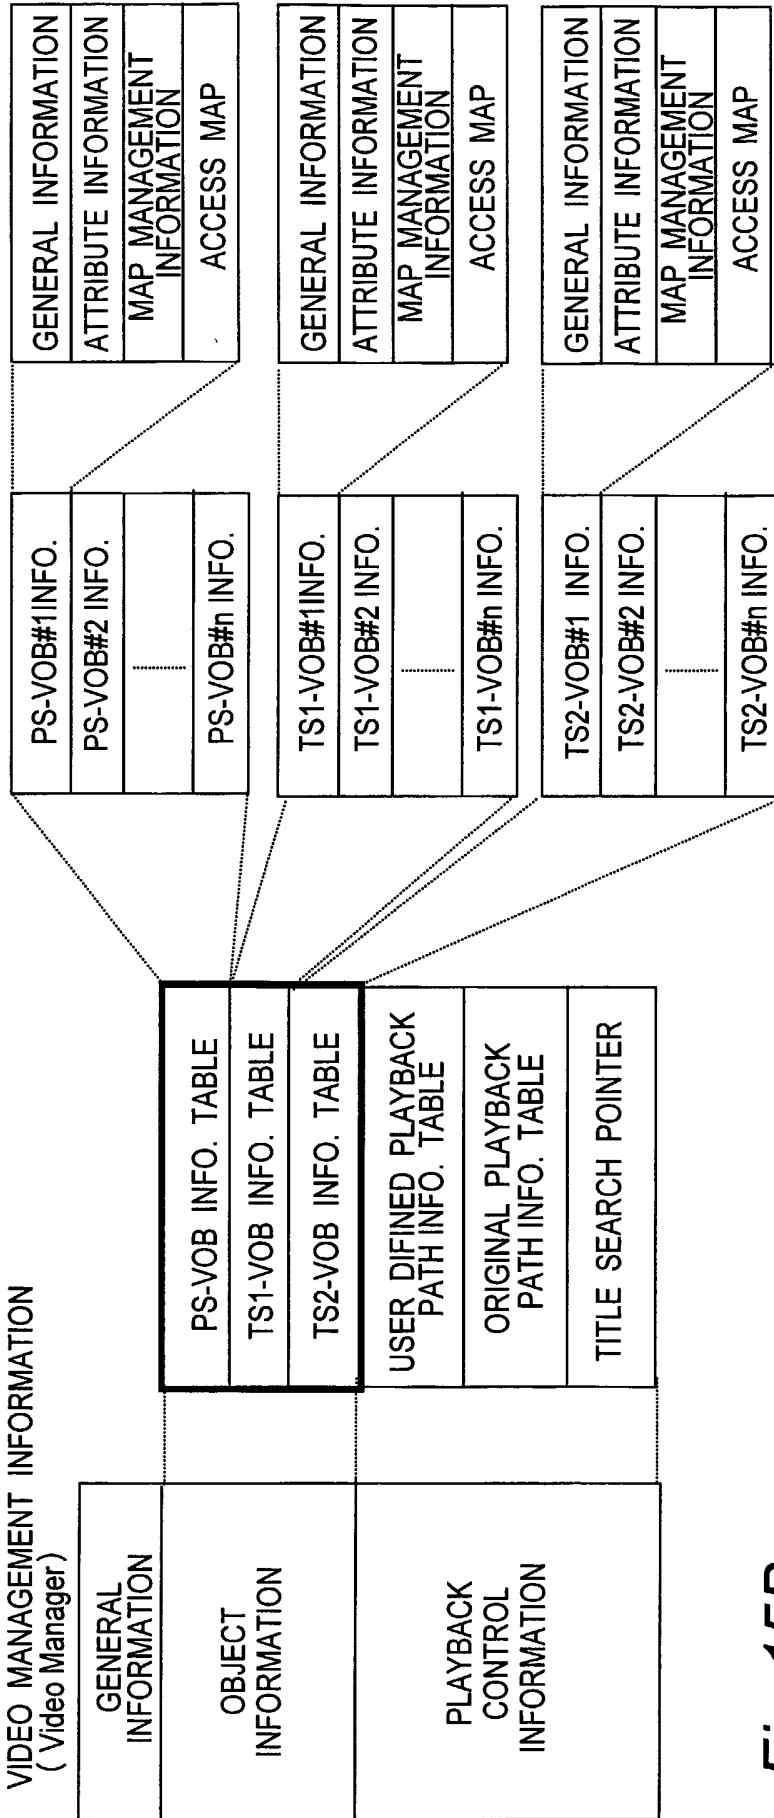 VIDEO MANAGEMENT INFORMATION
( Video Manager)
GENERAL
INFORMATION
OBJECT
INFORMATION
PLAYBACK
CONTROL
INFORMATION
PS-VOB INFO. TABLE
TS1-VOB INFO. TABLE
TS2-VOB INFO. TABLE
USER DIFINED PLAYBACK
PATH INFO. TABLE
ORIGINAL PLAYBACK
PATH INFO. TABLE
TITLE SEARCH POINTER
PS-VOB#1INFO.
PS-VOB#2 INFO.
PS-VOB#n INFO.
TS1-VOB#1INFO.
TS1-VOB#2 INFO.
TS1-VOB#n INFO.
TS2-VOB#1 INFO.
TS2-VOB#2 INFO.
TS2-VOB#n INFO.
GENERAL INFORMATION
ATTRIBUTE INFORMATION
MAP MANAGEMENT
INFORMATION
ACCESS MAP
GENERAL INFORMATION
ATTRIBUTE INFORMATION
MAP MANAGEMENT
INFORMATION
ACCESS MAP
GENERAL INFORMATION
ATTRIBUTE INFORMATION
MAP MANAGEMENT
INFORMATION
ACCESS MAP